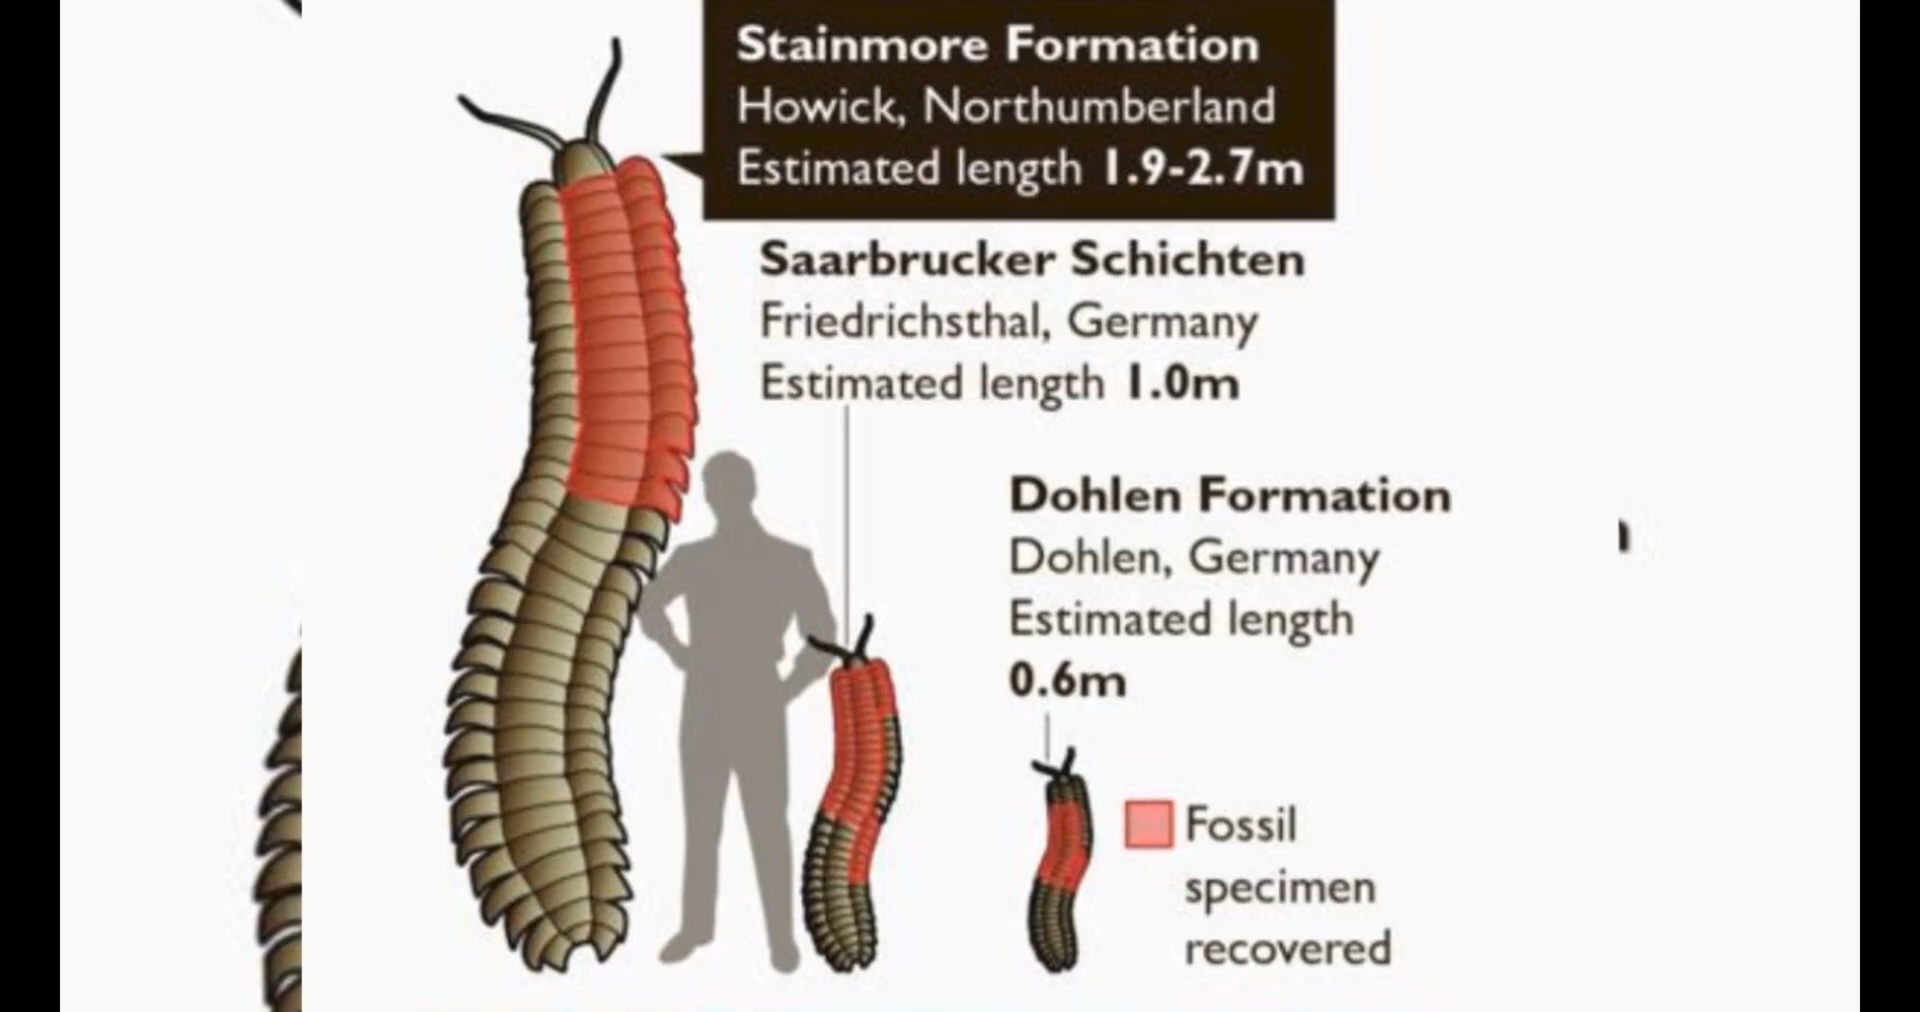 Stainmore Formation
Howick, Northumberland
Estimated length 1.9-2.7m
Saarbrucker Schichten
Friedrichsthal, Germany
Estimated length 1.0m
Dohlen Formation
Dohlen, Germany
Estimated length
0.6m
Fossil
specimen
recovered